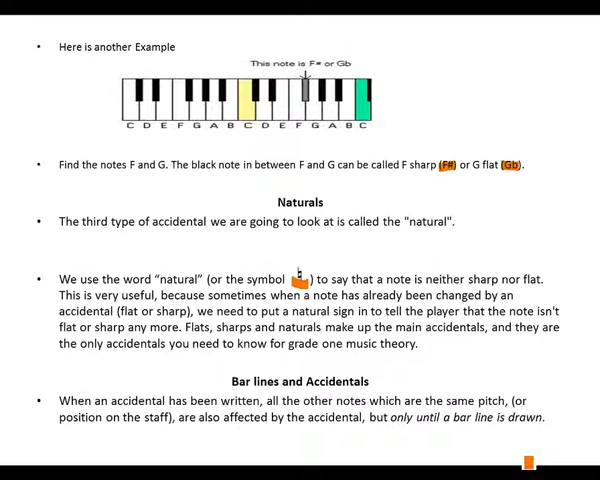 • Here is another Example
This note is F# or Gb
C D E F G A B C D E F G A B C
• Find the notes F and G. The black note in between F and G can be called F sharp (F#) or G flat (Gb).
Naturals
• The third type of accidental we are going to look at is called the "natural".
• We use the word “natural” (or the symbol ♮) to say that a note is neither sharp nor flat.
This is very useful, because sometimes when a note has already been changed by an
accidental (flat or sharp), we need to put a natural sign in to tell the player that the note isn't
flat or sharp any more. Flats, sharps and naturals make up the main accidentals, and they are
the only accidentals you need to know for grade one music theory.
Bar lines and Accidentals
• When an accidental has been written, all the other notes which are the same pitch, (or
position on the staff), are also affected by the accidental, but only until a bar line is drawn.